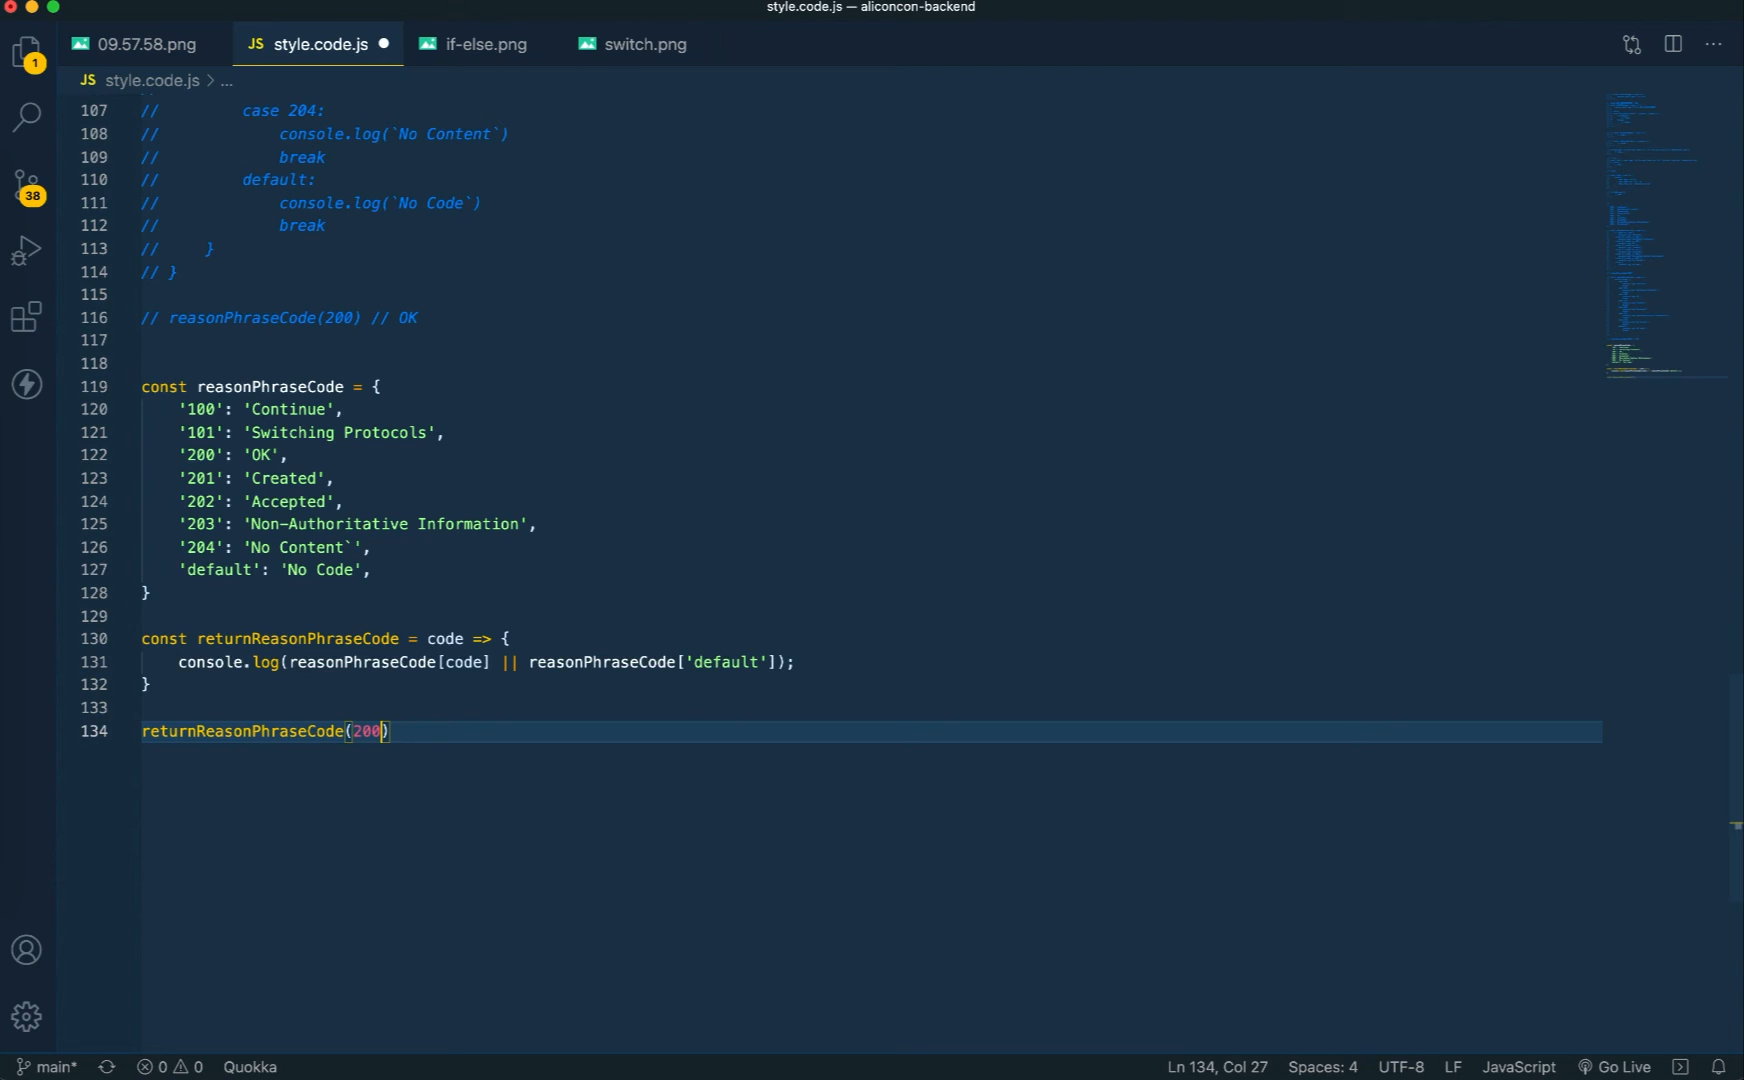 style.code.js — aliconcon-backend
09.57.58.png
JS style.code.js
if-else.png
switch.png
JS style.code.js > ...
1
38
107 //         case 204:
108 //             console.log(`No Content`)
109 //             break
110 //         default:
111 //             console.log(`No Code`)
112 //             break
113 //     }
114 // }
115
116 // reasonPhraseCode(200) // OK
117
118
119 const reasonPhraseCode = {
120     '100': 'Continue',
121     '101': 'Switching Protocols',
122     '200': 'OK',
123     '201': 'Created',
124     '202': 'Accepted',
125     '203': 'Non-Authoritative Information',
126     '204': 'No Content`',
127     'default': 'No Code',
128 }
129
130 const returnReasonPhraseCode = code => {
131     console.log(reasonPhraseCode[code] || reasonPhraseCode['default']);
132 }
133
134 returnReasonPhraseCode(200)
main* 0 0 Quokka Ln 134, Col 27 Spaces: 4 UTF-8 LF JavaScript Go Live